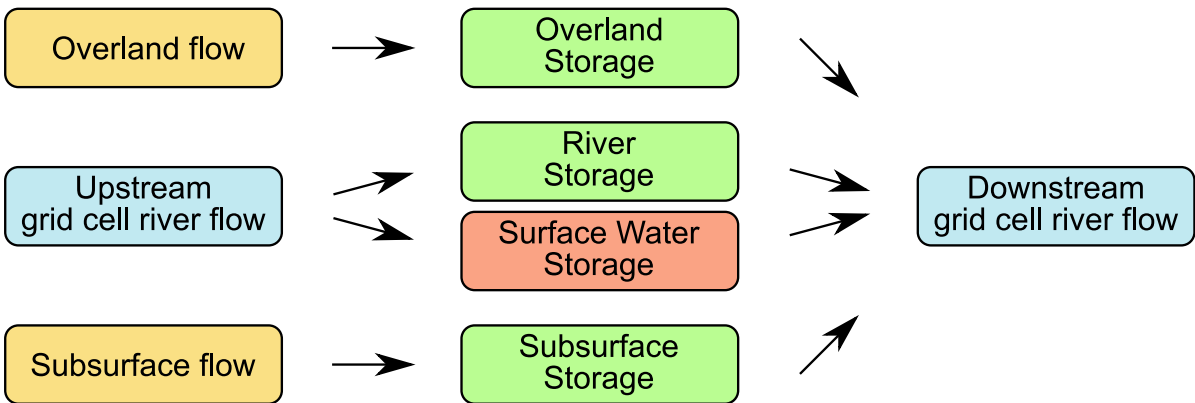 Overland flow
Overland
Storage
Upstream
grid cell river flow
River
Storage
Surface Water
Storage
Downstream
grid cell river flow
Subsurface flow
Subsurface
Storage